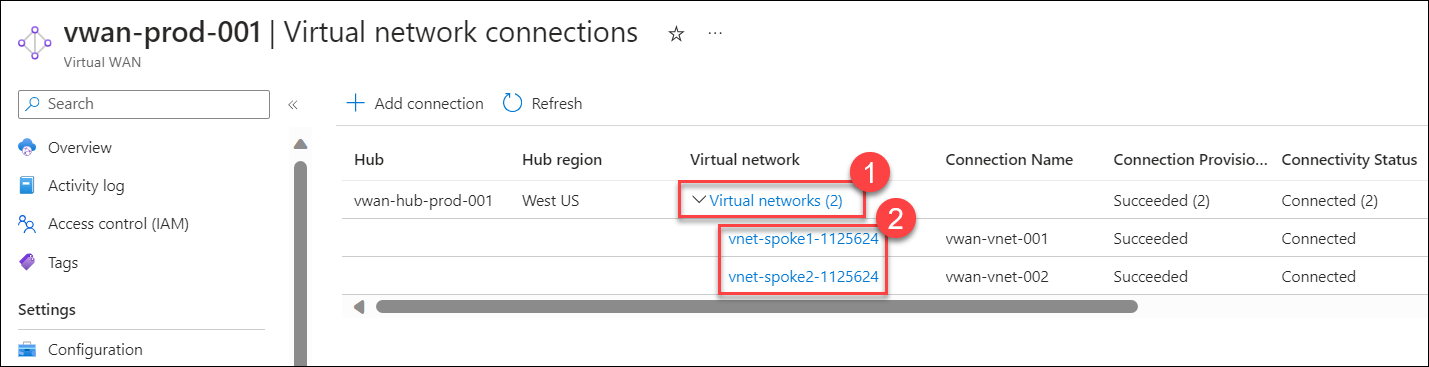 vwan-prod-001 | Virtual network connections
Virtual WAN
Search
Add connection Refresh
Overview
Activity log
Access control (IAM)
Tags
Settings
Configuration
Hub Hub region Virtual network Connection Name Connection Provisio... Connectivity Status
1
vwan-hub-prod-001 West US Virtual networks (2) Succeeded (2) Connected (2)
2
vnet-spoke1-1125624 vwan-vnet-001 Succeeded Connected
vnet-spoke2-1125624 vwan-vnet-002 Succeeded Connected